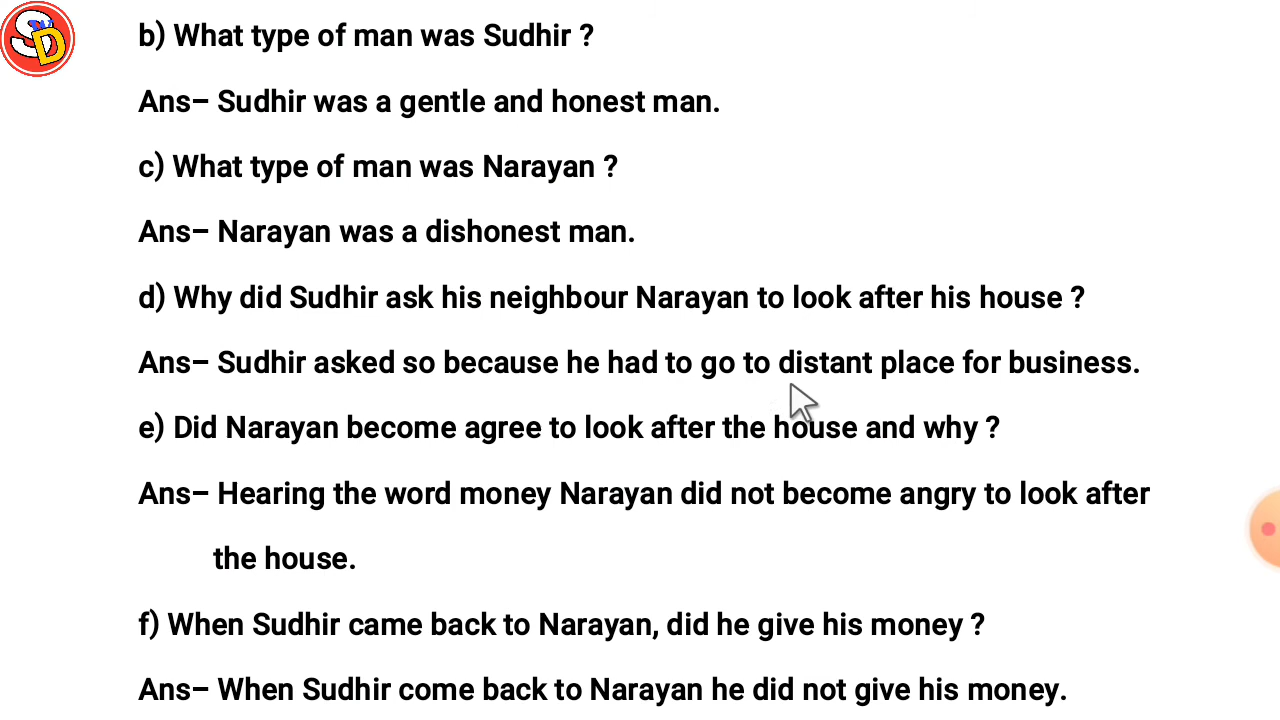 SD
b) What type of man was Sudhir ?
Ans– Sudhir was a gentle and honest man.
c) What type of man was Narayan ?
Ans– Narayan was a dishonest man.
d) Why did Sudhir ask his neighbour Narayan to look after his house ?
Ans– Sudhir asked so because he had to go to distant place for business.
e) Did Narayan become agree to look after the house and why ?
Ans– Hearing the word money Narayan did not become angry to look after
the house.
f) When Sudhir came back to Narayan, did he give his money ?
Ans– When Sudhir come back to Narayan he did not give his money.